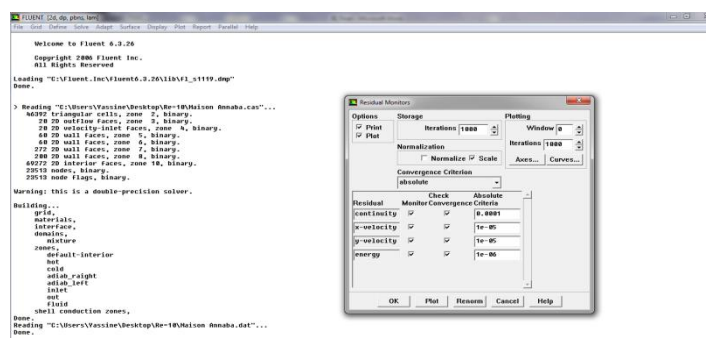 FLUENT [2d, dp, pbns, lam]
File Grid Define Solve Adapt Surface Display Plot Report Parallel Help
Welcome to Fluent 6.3.26
Copyright 2006 Fluent Inc.
All Rights Reserved
Loading "C:\Fluent.Inc\fluent6.3.26\lib\fl_s1119.dmp"
Done.
> Reading "C:\Users\Yassine\Desktop\Re-10\Maison Annaba.cas"...
46392 triangular cells, zone 2, binary.
20 2D outflow faces, zone 3, binary.
20 2D velocity-inlet faces, zone 4, binary.
60 2D wall faces, zone 5, binary.
60 2D wall faces, zone 6, binary.
272 2D wall faces, zone 7, binary.
280 2D wall faces, zone 8, binary.
69272 2D interior faces, zone 10, binary.
23513 nodes, binary.
23513 node flags, binary.
Warning: this is a double-precision solver.
Building...
grid,
materials,
interface,
domains,
mixture
zones,
default-interior
hot
cold
adiab_raight
adiab_left
inlet
out
fluid
shell conduction zones,
Done.
Reading "C:\Users\Yassine\Desktop\Re-10\Maison Annaba.dat"...
Done.
Residual Monitors
Options
Print
Plot
Storage
Iterations 1000
Normalization
Normalize Scale
Convergence Criterion
absolute
Plotting
Window 0
Iterations 1000
Axes... Curves...
Residual Monitor Check Convergence Absolute Criteria
continuity 0.0001
x-velocity 1e-05
y-velocity 1e-05
energy 1e-06
OK Plot Renorm Cancel Help